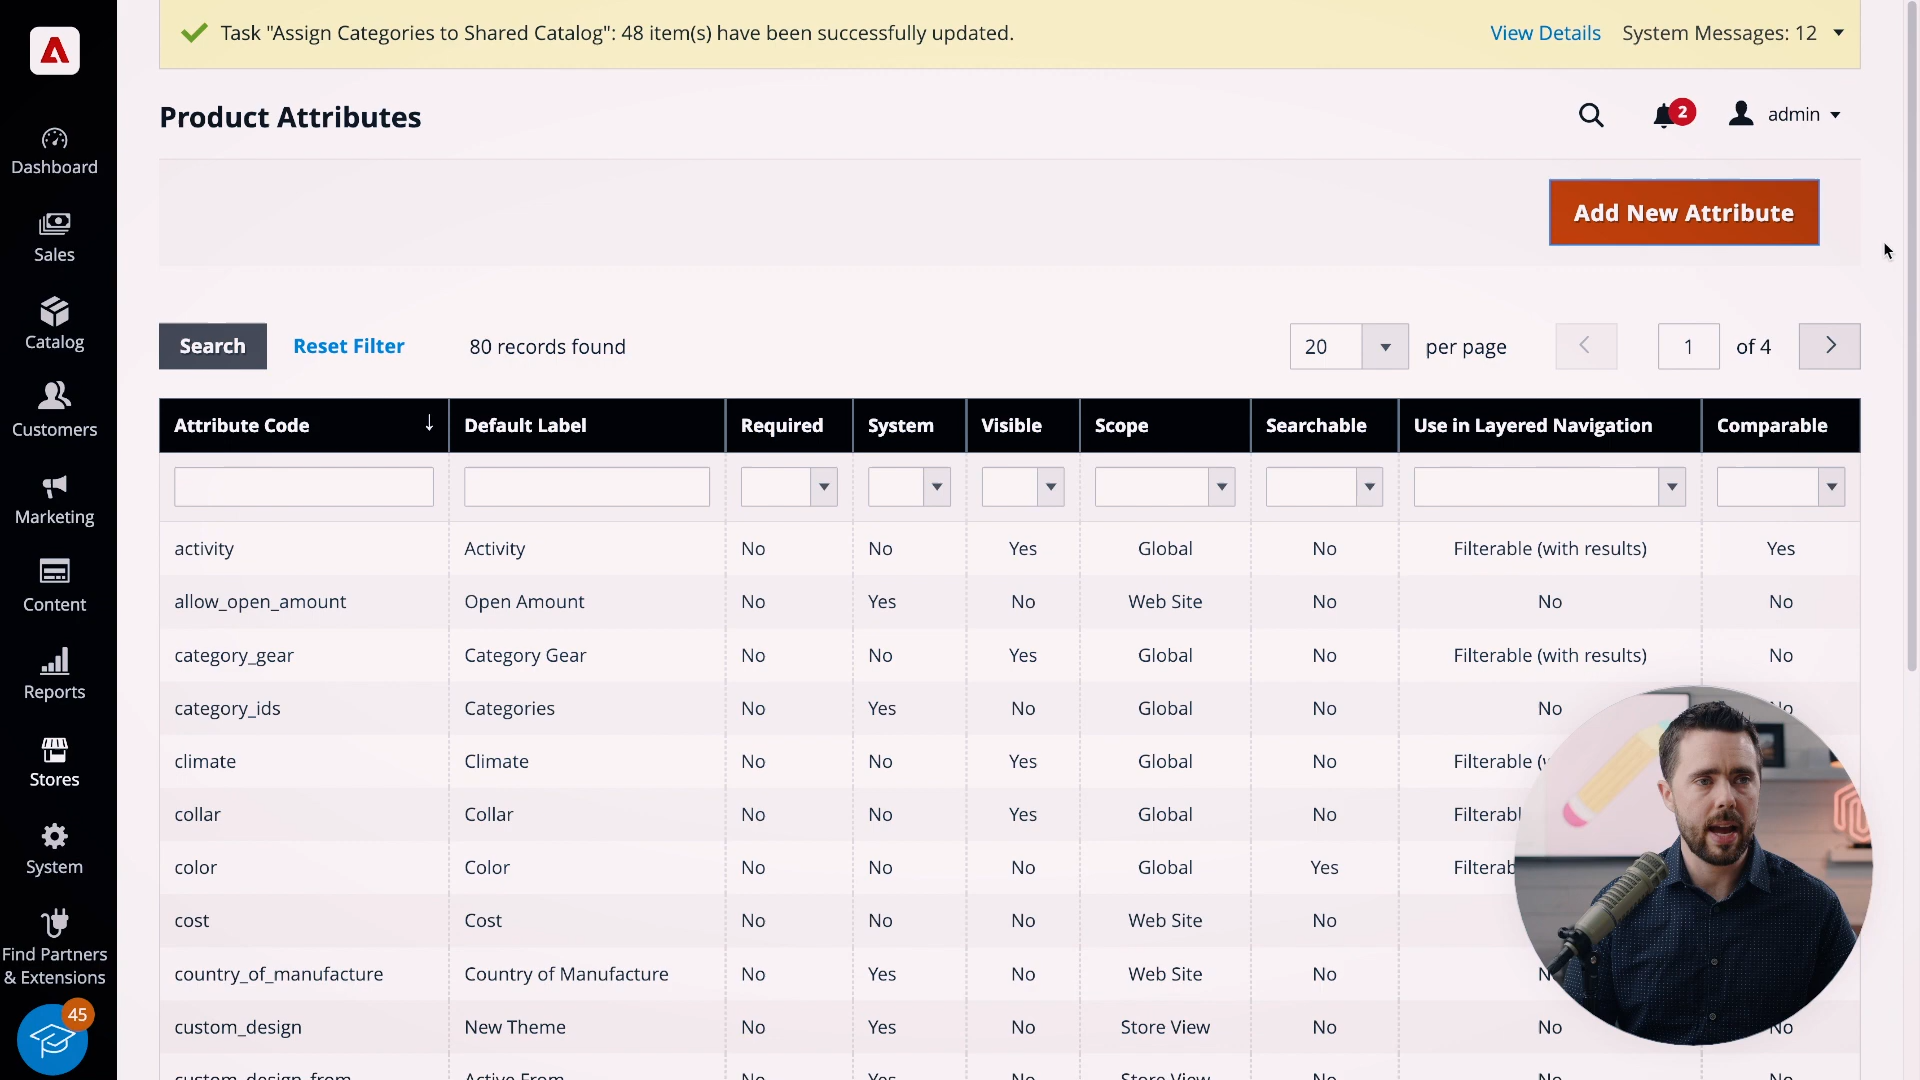 Task "Assign Categories to Shared Catalog": 48 item(s) have been successfully updated.
View Details
System Messages: 12
Product Attributes
2
admin
Add New Attribute
Dashboard
Sales
Catalog
Customers
Marketing
Content
Reports
Stores
System
Find Partners
& Extensions
45
Search
Reset Filter
80 records found
20
per page
1
of 4
Attribute Code Default Label Required System Visible Scope Searchable Use in Layered Navigation Comparable
activity Activity No No Yes Global No Filterable (with results) Yes
allow_open_amount Open Amount No Yes No Web Site No No No
category_gear Category Gear No No Yes Global No Filterable (with results) No
category_ids Categories No Yes No Global No No
climate Climate No No Yes Global No
collar Collar No No Yes Global No
color Color No No No Global Yes
cost Cost No No No Web Site No
country_of_manufacture Country of Manufacture No Yes No Web Site No
custom_design New Theme No Yes No Store View No No No
custom_design_from Active From No Yes No Store View No No No